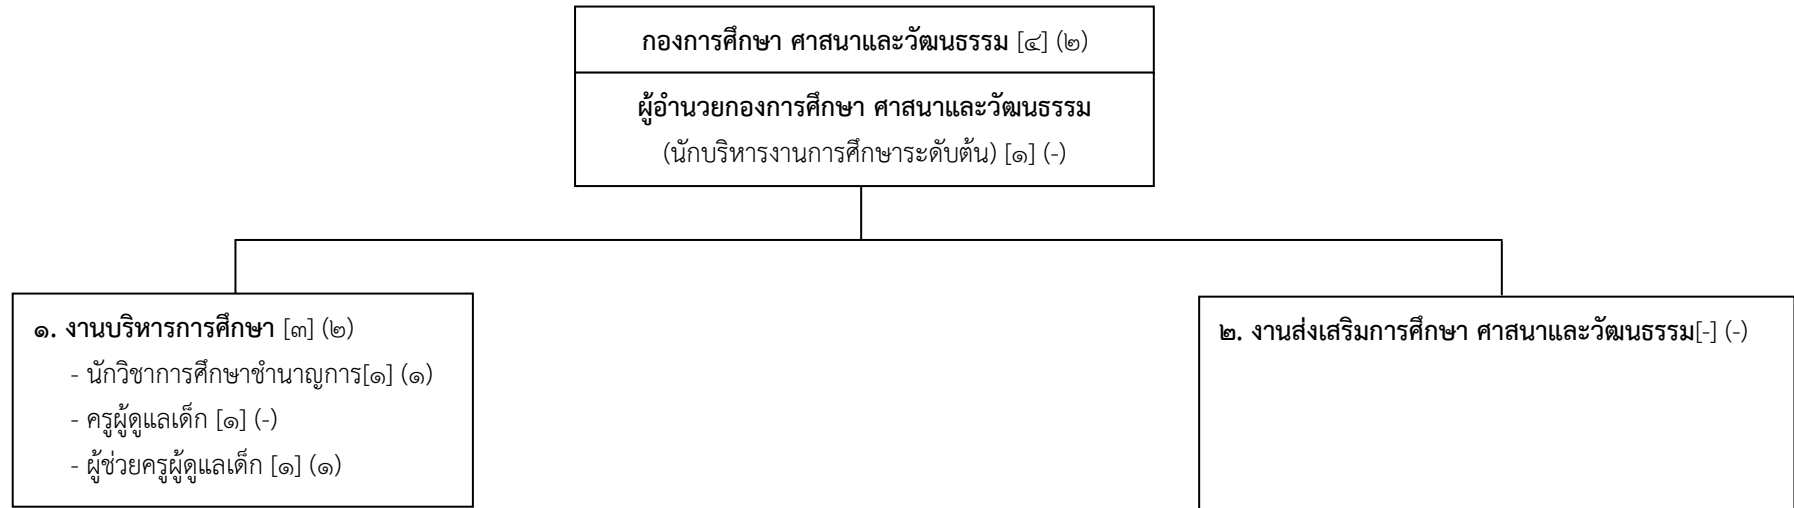 กองการศึกษา ศาสนาและวัฒนธรรม [๔] (๒)
ผู้อำนวยกองการศึกษา ศาสนาและวัฒนธรรม
(นักบริหารงานการศึกษาระดับต้น) [๑] (-)
๑. งานบริหารการศึกษา [๓] (๒)
- นักวิชาการศึกษาชำนาญการ[๑] (๑)
- ครูผู้ดูแลเด็ก [๑] (-)
- ผู้ช่วยครูผู้ดูแลเด็ก [๑] (๑)
๒. งานส่งเสริมการศึกษา ศาสนาและวัฒนธรรม[-] (-)